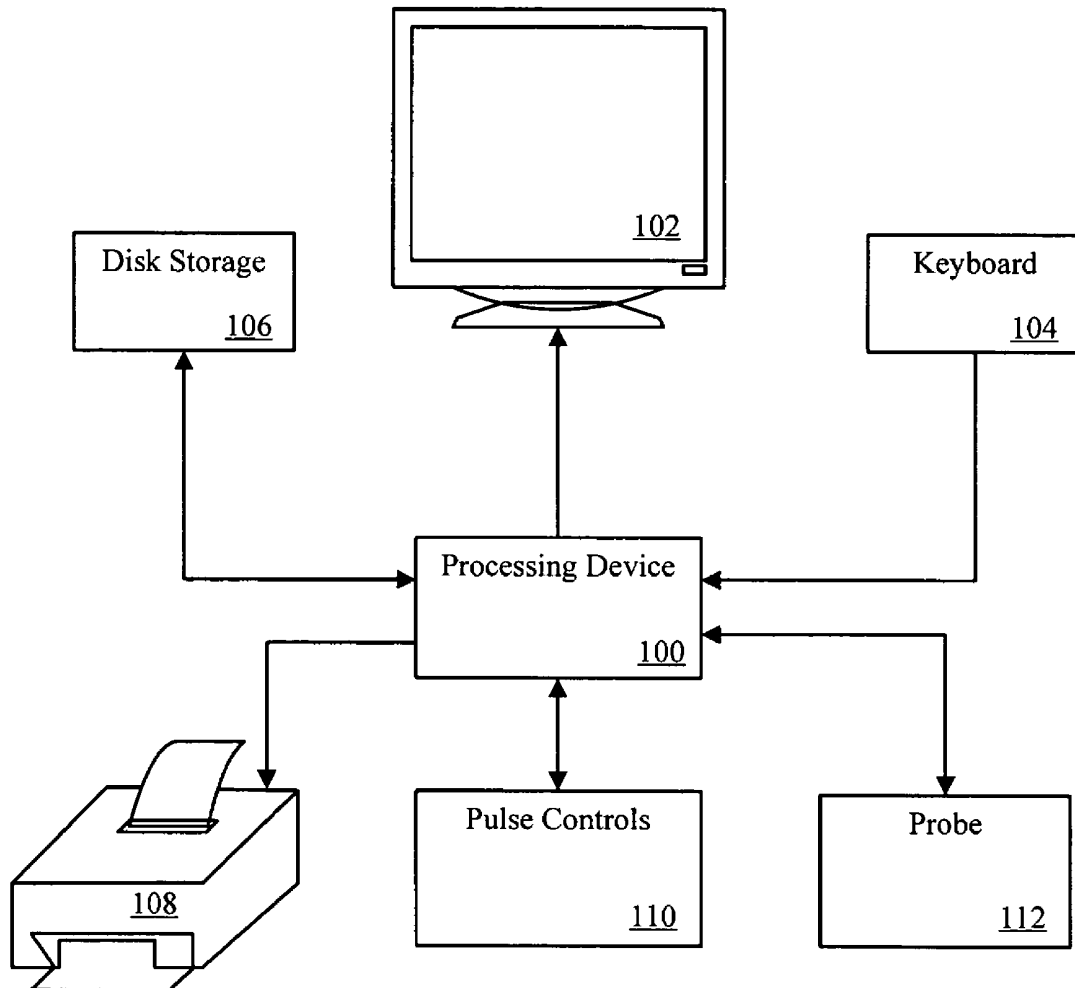 102
Disk Storage
106
Keyboard
104
Processing Device
100
108
Pulse Controls
110
Probe
112